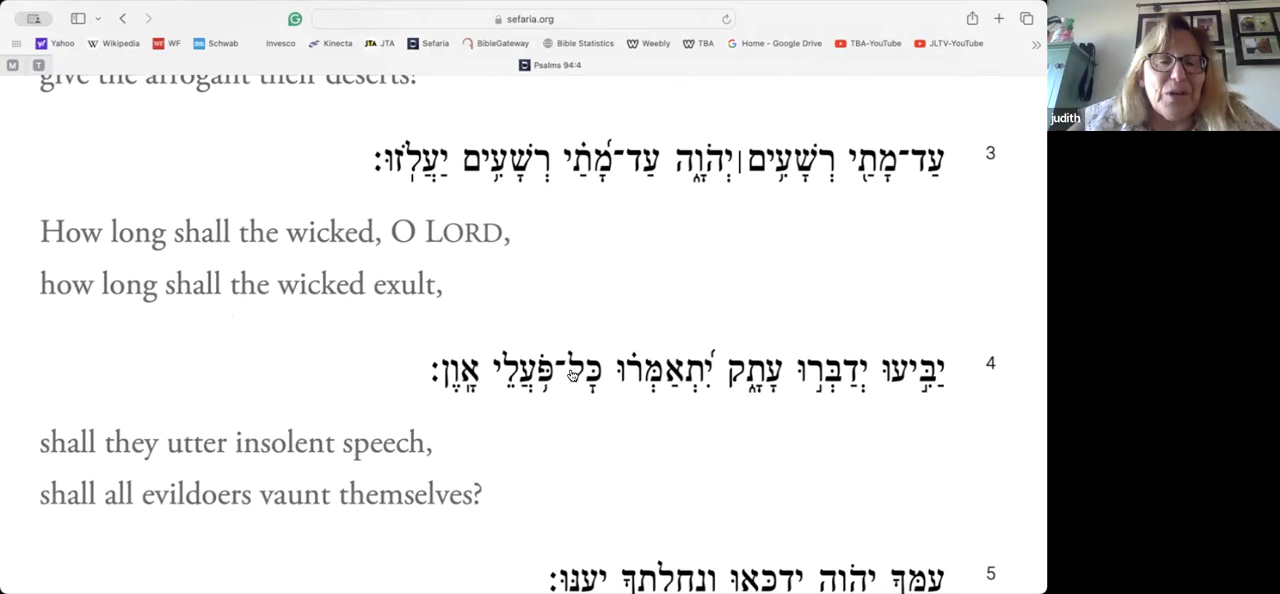 sefaria.org
Yahoo Wikipedia WF Schwab Invesco Kinecta JTA Sefaria BibleGateway Bible Statistics Weebly TBA Home - Google Drive TBA-YouTube JLTV-YouTube
M T Psalms 94:4
give the arrogant their deserts!
3 עַד־מָתַ֖י רְשָׁעִ֥ים ׀ יְהֹוָ֑ה עַד־מָ֝תַ֗י רְשָׁעִ֥ים יַעֲלֹֽזוּ׃
How long shall the wicked, O LORD,
how long shall the wicked exult,
4 יַבִּ֣יעוּ יְדַבְּר֣וּ עָתָ֑ק יִ֝תְאַמְּר֗וּ כׇּל־פֹּ֥עֲלֵי אָֽוֶן׃
shall they utter insolent speech,
shall all evildoers vaunt themselves?
5 עַמְּךָ יְהֹוָה יְדַכְּאוּ וְנַחֲלָתְךָ יְעַנּוּ׃
judith